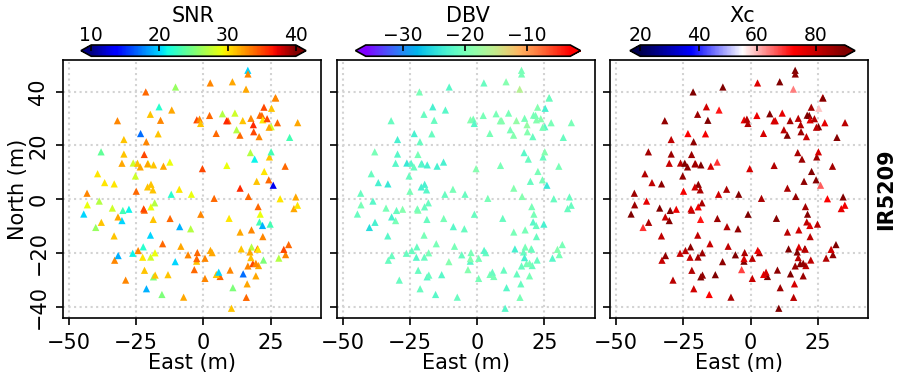 SNR DBV Xc
10 20 30 40 −30 −20 −10 20 40 60 80
40
20
0
−20
−40
North (m)
IR5209
−50 −25 0 25 −50 −25 0 25 −50 −25 0 25
East (m) East (m) East (m)